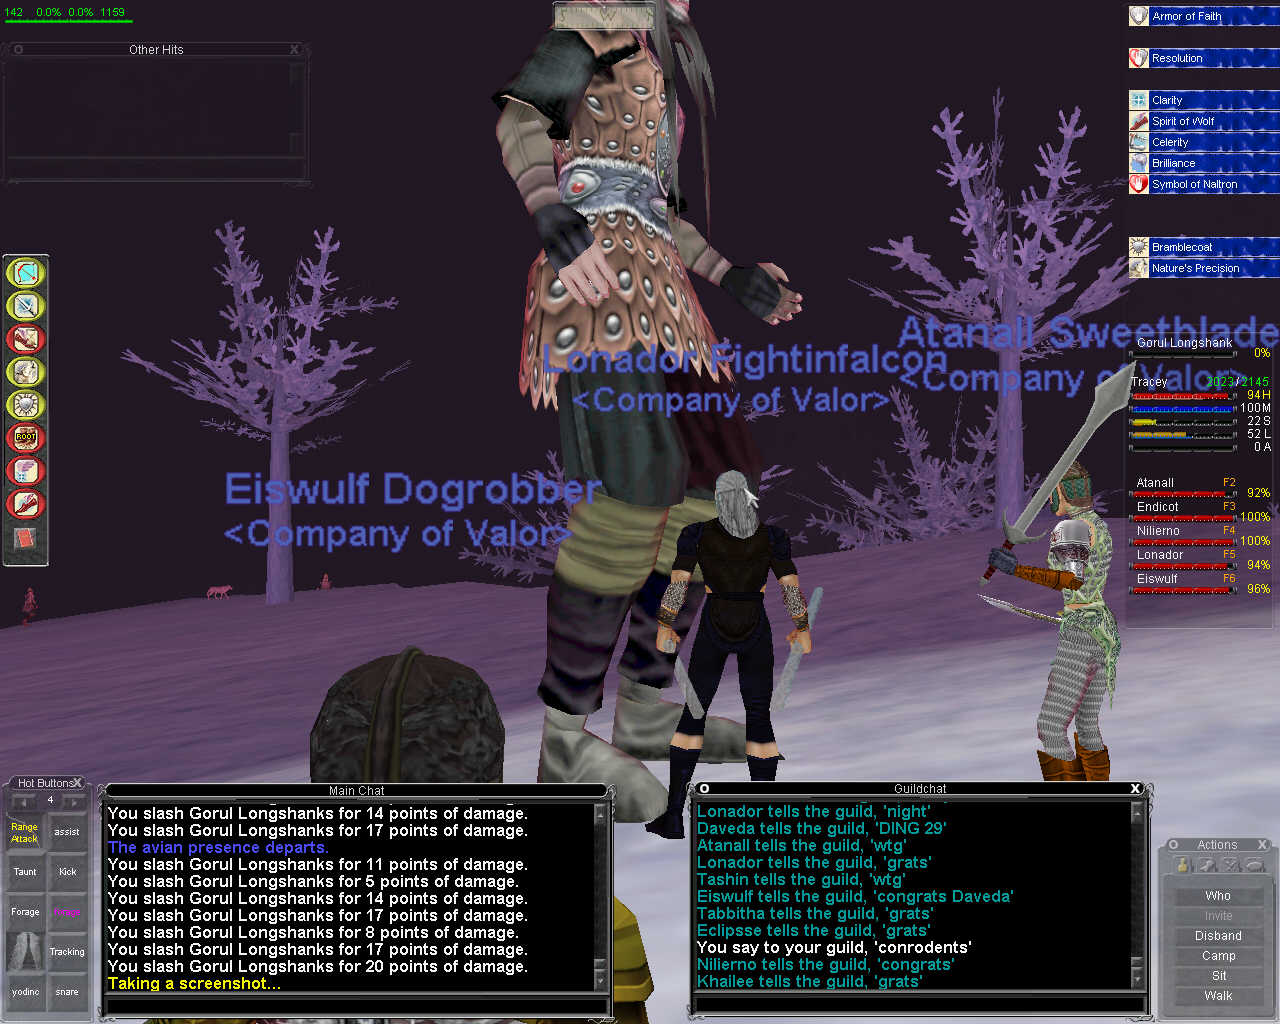 142 0.0% 0.0% 1159
Other Hits
X
Armor of Faith
Resolution
Clarity
Spirit of Wolf
Celerity
Brilliance
Symbol of Naltron
Bramblecoat
Nature's Precision
S W
Atanall Sweetblade
<Company of Valor>
Lonador Fightinfalcon
<Company of Valor>
Eiswulf Dogrobber
<Company of Valor>
Gorul Longshank
0%
Tracey 2023/2145
94H
100M
22S
52L
0A
Atanall F2
92%
Endicot F3
100%
Nilierno F4
100%
Lonador F5
94%
Eiswulf F6
96%
ROOT
Hot Buttons X
4
Range Attack
assist
Taunt
Kick
Forage
Tracking
yodinc
snare
Main Chat
You slash Gorul Longshanks for 14 points of damage.
You slash Gorul Longshanks for 17 points of damage.
The avian presence departs.
You slash Gorul Longshanks for 11 points of damage.
You slash Gorul Longshanks for 5 points of damage.
You slash Gorul Longshanks for 14 points of damage.
You slash Gorul Longshanks for 17 points of damage.
You slash Gorul Longshanks for 8 points of damage.
You slash Gorul Longshanks for 17 points of damage.
You slash Gorul Longshanks for 20 points of damage.
Taking a screenshot...
Guildchat
X
Lonador tells the guild, 'night'
Daveda tells the guild, 'DING 29'
Atanall tells the guild, 'wtg'
Lonador tells the guild, 'grats'
Tashin tells the guild, 'wtg'
Eiswulf tells the guild, 'congrats Daveda'
Tabbitha tells the guild, 'grats'
Eclipsse tells the guild, 'grats'
You say to your guild, 'conrodents'
Nilierno tells the guild, 'congrats'
Khailee tells the guild, 'grats'
Actions X
Who
Invite
Disband
Camp
Sit
Walk